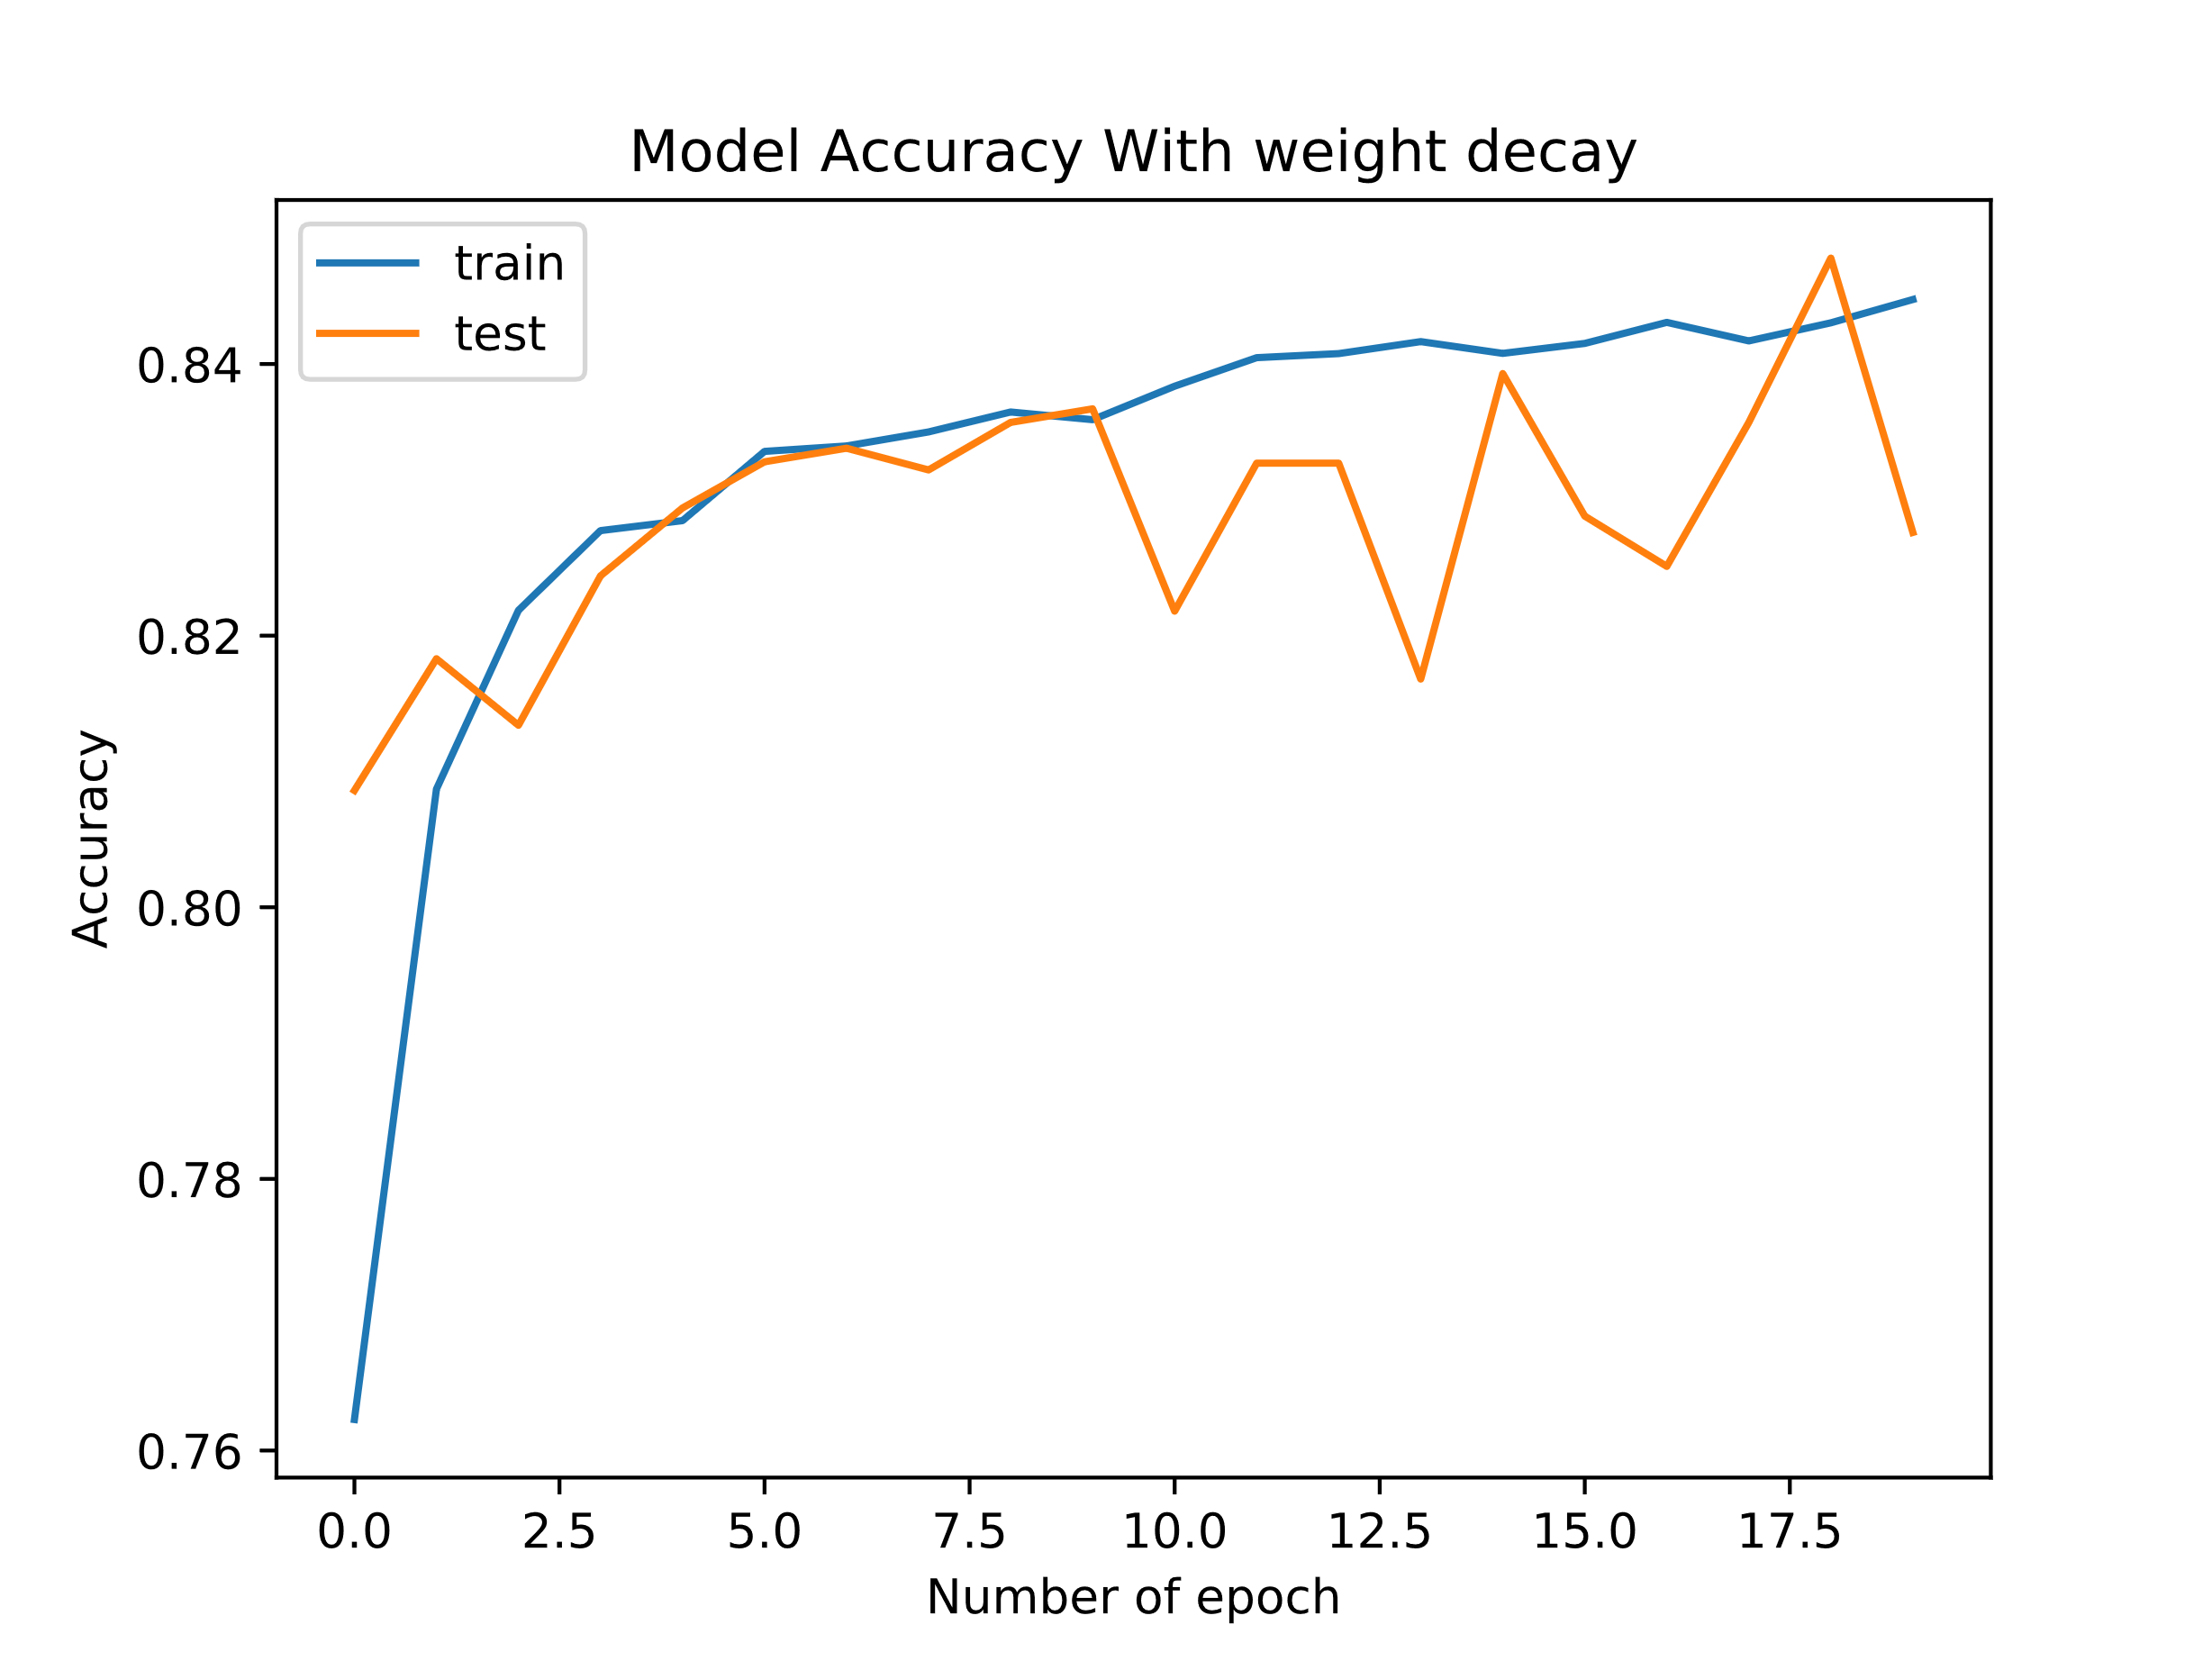 Model Accuracy With weight decay
train
test
0.84
0.82
0.80
0.78
0.76
Accuracy
0.0 2.5 5.0 7.5 10.0 12.5 15.0 17.5
Number of epoch